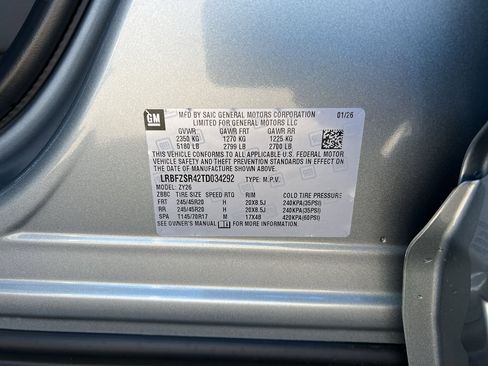 GM
MFD BY SAIC GENERAL MOTORS CORPORATION 01/26
LIMITED FOR GENERAL MOTORS LLC
GVWR GAWR FRT GAWR RR
2350 KG 1270 KG 1225 KG
5180 LB 2799 LB 2700 LB
THIS VEHICLE CONFORMS TO ALL APPLICABLE U.S. FEDERAL MOTOR
VEHICLE SAFETY AND THEFT PREVENTION STANDARDS IN EFFECT
ON THE DATE OF MANUFACTURE SHOWN ABOVE.
LRBFZSR42TD034292 TYPE: M.P.V.
MODEL: ZY26
ZBBC TIRE SIZE SPEED RTG RIM COLD TIRE PRESSURE
FRT 245/45R20 H 20X8.5J 240KPA(35PSI)
RR 245/45R20 H 20X8.5J 240KPA(35PSI)
SPA T145/70R17 M 17X4B 420KPA(60PSI)
SEE OWNER'S MANUAL FOR MORE INFORMATION.